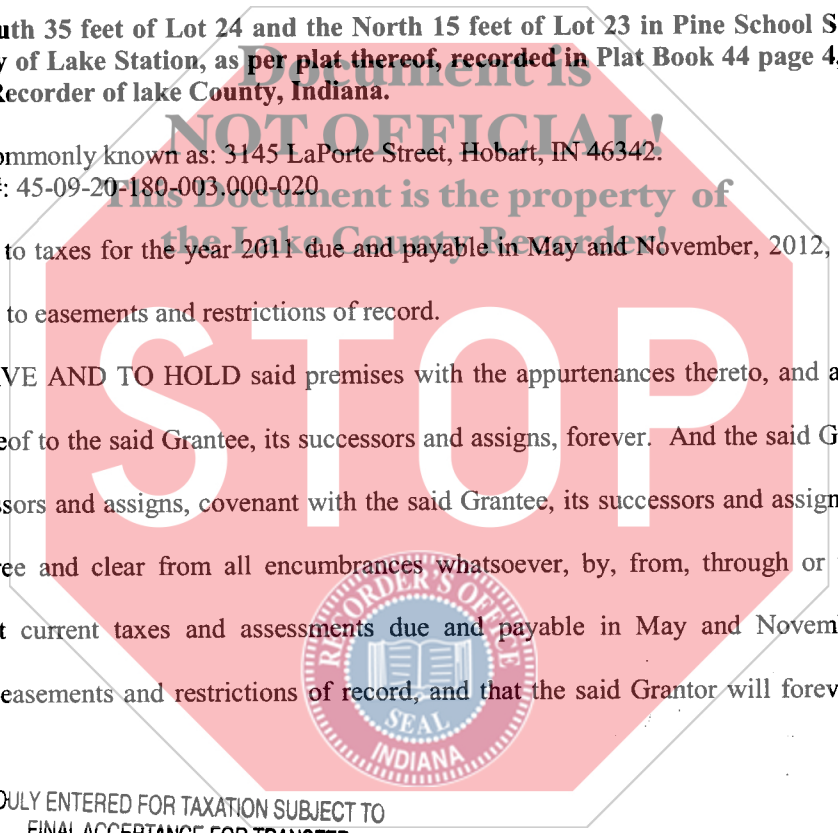 uth 35 feet of Lot 24 and the North 15 feet of Lot 23 in Pine School S
y of Lake Station, as per plat thereof, recorded in Plat Book 44 page 4,
Recorder of lake County, Indiana.
Document is
NOT OFFICIAL!
ommonly known as: 3145 LaPorte Street, Hobart, IN 46342.
: 45-09-20-180-003.000-020
This Document is the property of
the Lake County Recorder!
to taxes for the year 2011 due and payable in May and November, 2012,
to easements and restrictions of record.
STOP
VE AND TO HOLD said premises with the appurtenances thereto, and a
eof to the said Grantee, its successors and assigns, forever. And the said G
ssors and assigns, covenant with the said Grantee, its successors and assign
ee and clear from all encumbrances whatsoever, by, from, through or
t current taxes and assessments due and payable in May and Novem
easements and restrictions of record, and that the said Grantor will forev
RECORDER'S OFFICE
SEAL
INDIANA
DULY ENTERED FOR TAXATION SUBJECT TO
FINAL ACCEPTANCE FOR TRANSFER